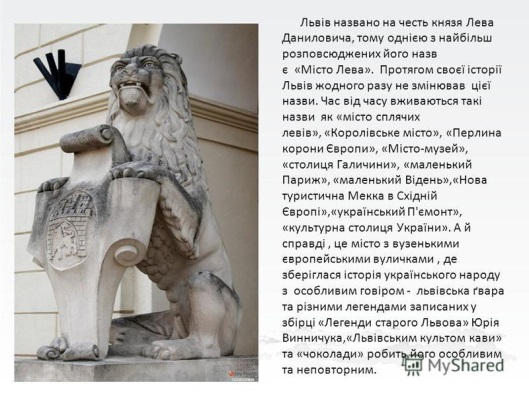 Львів названо на честь князя Лева
Даниловича, тому однією з найбільш
розповсюджених його назв
є «Місто Лева». Протягом своєї історії
Львів жодного разу не змінював цієї
назви. Час від часу вживаються такі
назви як «місто сплячих
левів», «Королівське місто», «Перлина
корони Європи», «Місто-музей»,
«столиця Галичини», «маленький
Париж», «маленький Відень»,«Нова
туристична Мекка в Східній
Європі»,«український П'ємонт»,
«культурна столиця України». А й
справді , це місто з вузенькими
європейськими вуличками , де
зберіглася історія українського народу
з особливим говіром - львівська ґвара
та різними легендами записаних у
збірці «Легенди старого Львова» Юрія
Винничука,«Львівським культом кави»
та «чоколади» робить його особливим
та неповторним.
MyShared